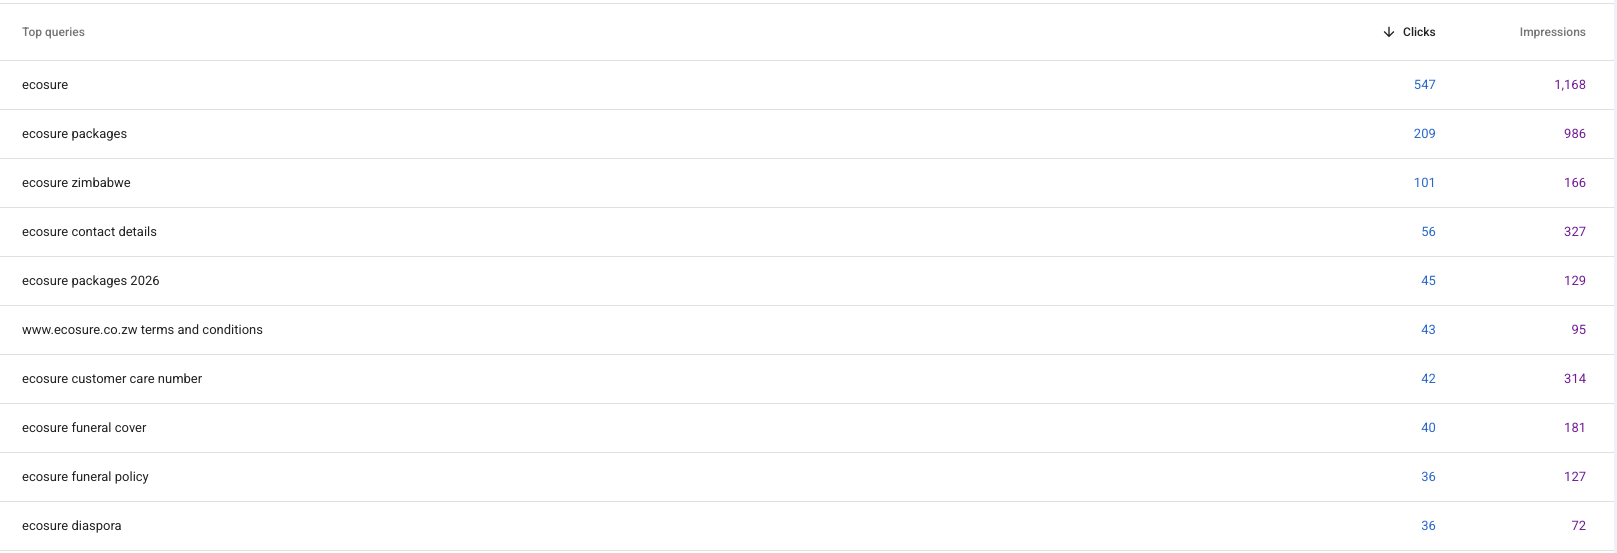 Top queries Clicks Impressions
ecosure 547 1,168
ecosure packages 209 986
ecosure zimbabwe 101 166
ecosure contact details 56 327
ecosure packages 2026 45 129
www.ecosure.co.zw terms and conditions 43 95
ecosure customer care number 42 314
ecosure funeral cover 40 181
ecosure funeral policy 36 127
ecosure diaspora 36 72